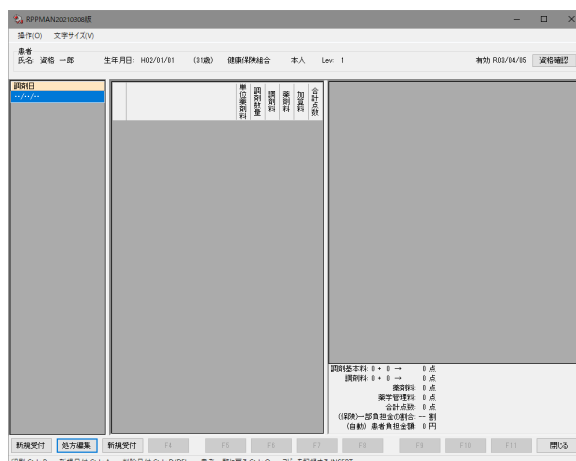 RPPMAN20210308版
操作(O) 文字サイズ(V)
患者
氏名: 資格 一郎 生年月日: H02/01/01 (31歳) 健康保険組合 本人 Lev: 1 有効 R03/04/05 資格確認
調剤日
--/--/--
単位薬剤料 調剤数量 調剤料 薬剤料 加算料 合計点数
調剤基本料: 0 + 0 → 0 点
調剤料: 0 + 0 → 0 点
薬剤料: 0 点
薬学管理料: 0 点
合計点数: 0 点
(保険)一部負担金の割合: -- 割
(自動) 患者負担金額: 0 円
新規受付 処方編集 新規受付 F4 F5 F6 F7 F8 F9 F10 F11 閉じる